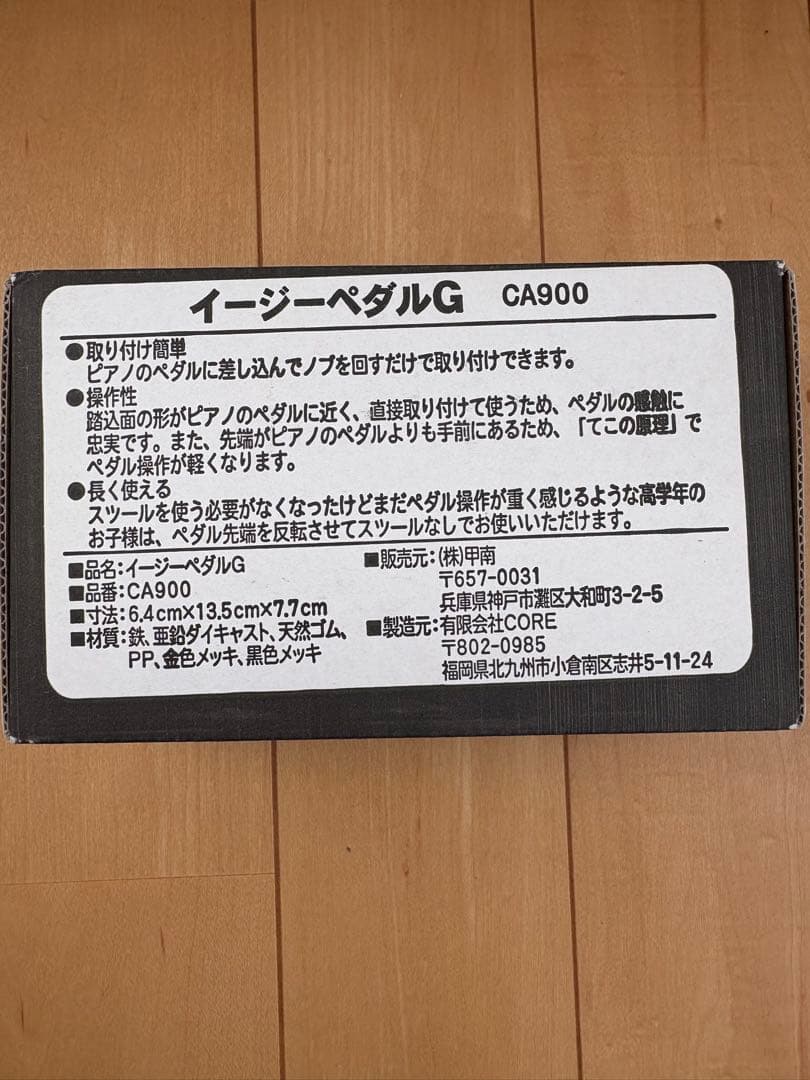 イージーペダルG CA900
●取り付け簡単
ピアノのペダルに差し込んでノブを回すだけで取り付けできます。
●操作性
踏込面の形がピアノのペダルに近く、直接取り付けて使うため、ペダルの感触に
忠実です。また、先端がピアノのペダルよりも手前にあるため、「てこの原理」で
ペダル操作が軽くなります。
●長く使える
スツールを使う必要がなくなったけどまだペダル操作が重く感じるような高学年の
お子様は、ペダル先端を反転させてスツールなしでお使いいただけます。
■品名:イージーペダルG
■品番:CA900
■寸法:6.4cm×13.5cm×7.7cm
■材質:鉄、亜鉛ダイキャスト、天然ゴム、
PP、金色メッキ、黒色メッキ
■販売元:(株)甲南
〒657-0031
兵庫県神戸市灘区大和町3-2-5
■製造元:有限会社CORE
〒802-0985
福岡県北九州市小倉南区志井5-11-24